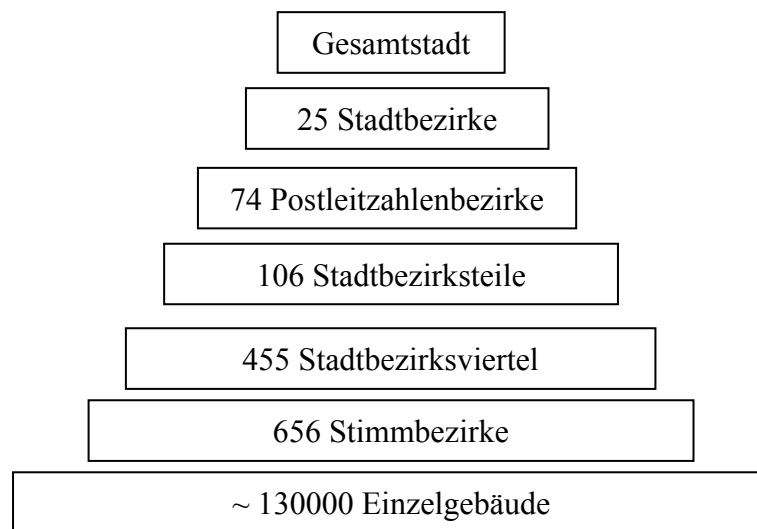 Gesamtstadt
25 Stadtbezirke
74 Postleitzahlenbezirke
106 Stadtbezirksteile
455 Stadtbezirksviertel
656 Stimmbezirke
~ 130000 Einzelgebäude